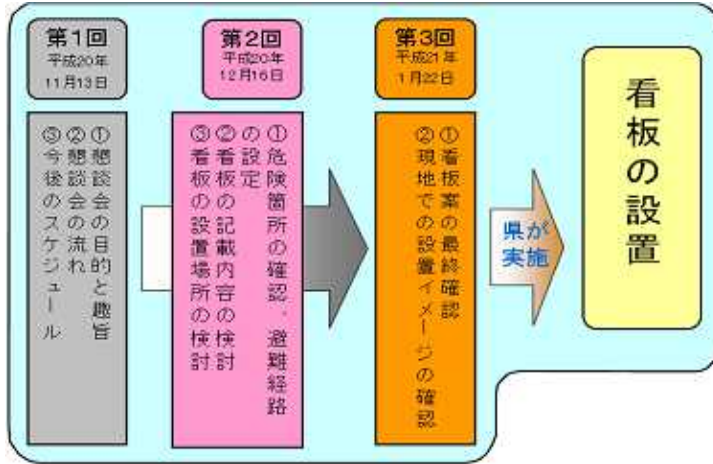 第1回
平成20年
11月13日
①懇談会の目的と趣旨
②懇談会の流れ
③今後のスケジュール
第2回
平成20年
12月16日
①危険箇所の確認、避難経路
の設定
②看板の記載内容の検討
③看板の設置場所の検討
第3回
平成21年
1月22日
①看板案の最終確認
②現地での設置イメージの確認
県が
実施
看板の設置